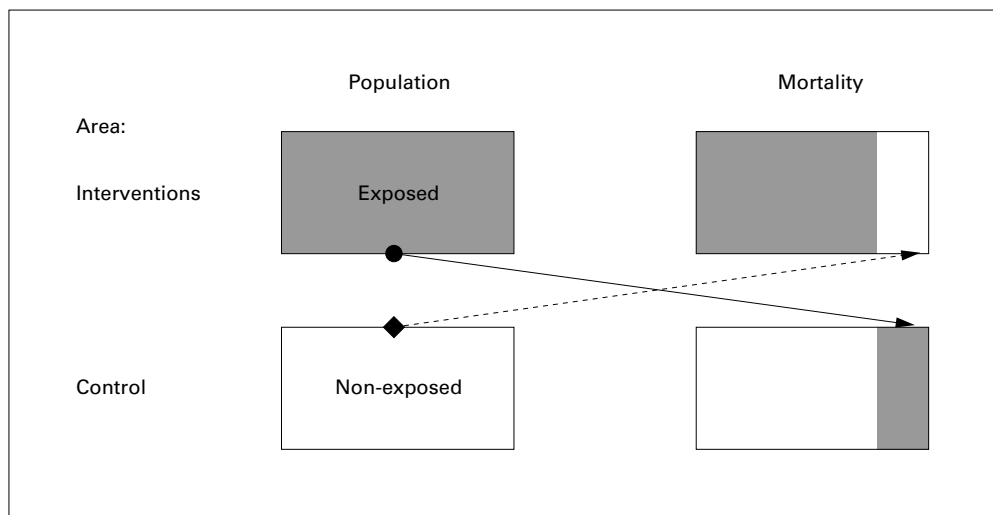 Population Mortality
Area:
Interventions Exposed
Control Non-exposed